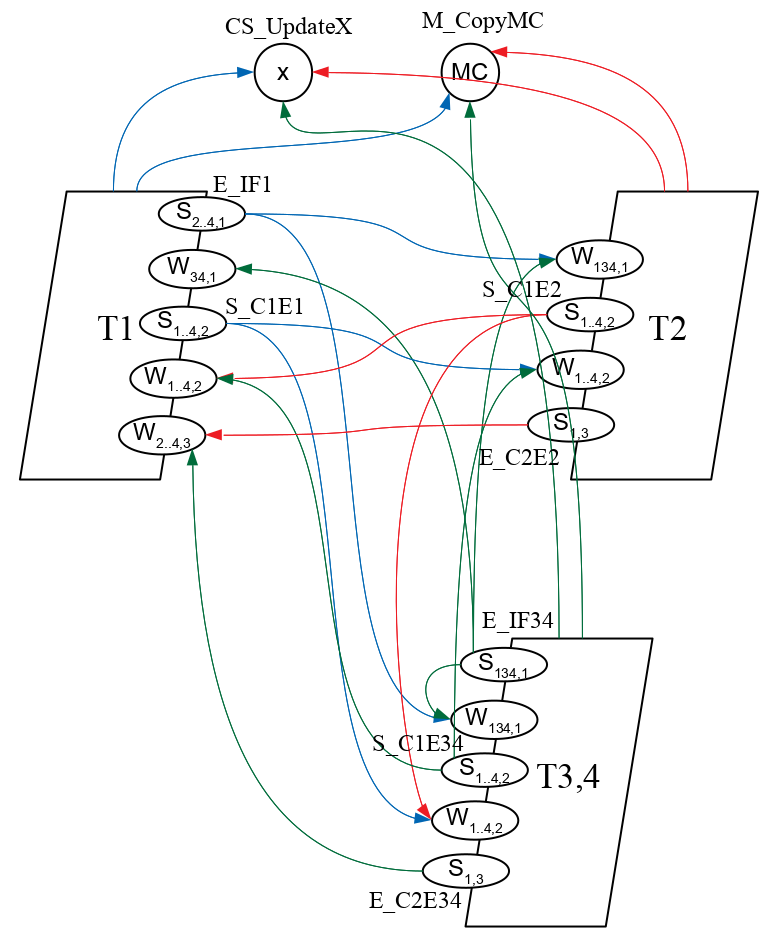 CS_UpdateX
M_CopyMC
x
MC
E_IF1
S2..4,1
W34,1
S_C1E1
S1..4,2
T1
W1..4,2
W2..4,3
W134,1
S_C1E2
S1..4,2
T2
W1..4,2
S1,3
E_C2E2
E_IF34
S134,1
W134,1
S_C1E34
S1..4,2
T3,4
W1..4,2
S1,3
E_C2E34